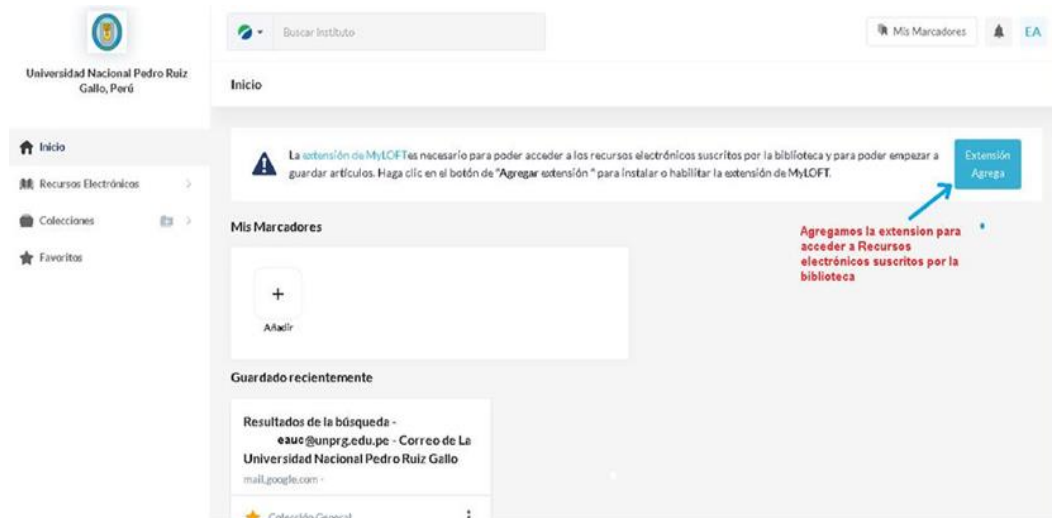 Universidad Nacional Pedro Ruiz
Gallo, Perú
Inicio
Recursos Electrónicos
Colecciones
Favoritos
Buscar Instituto
Mis Marcadores
EA
Inicio
La extensión de MyLOFTes necesario para poder acceder a los recursos electrónicos suscritos por la biblioteca y para poder empezar a
guardar artículos. Haga clic en el botón de "Agregar extensión " para instalar o habilitar la extensión de MyLOFT.
Extensión
Agrega
Agregamos la extension para
acceder a Recursos
electrónicos suscritos por la
biblioteca
Mis Marcadores
+
Añadir
Guardado recientemente
Resultados de la búsqueda -
eauc@unprg.edu.pe - Correo de La
Universidad Nacional Pedro Ruiz Gallo
mail.google.com -
Colección General